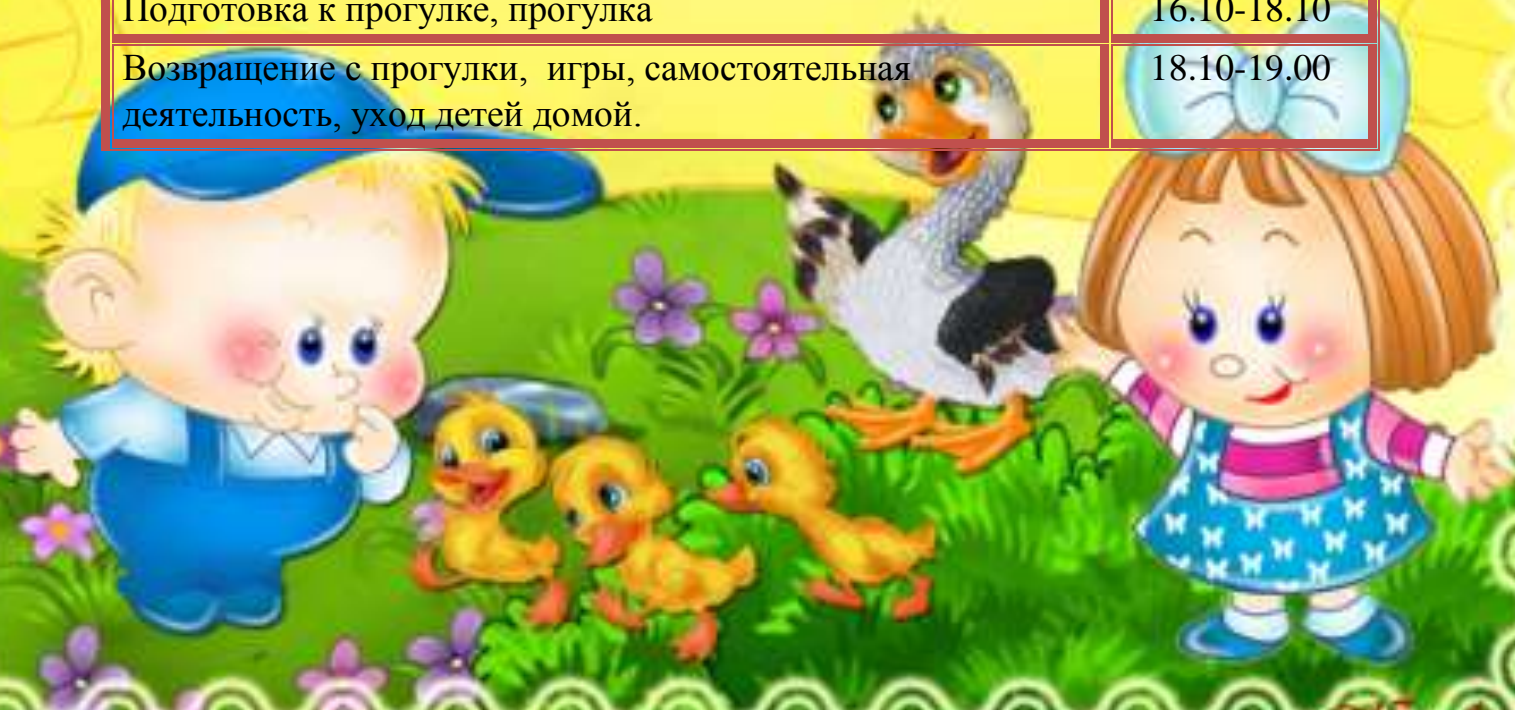 Подготовка к прогулке, прогулка 16.10-18.10
Возвращение с прогулки, игры, самостоятельная 18.10-19.00
деятельность, уход детей домой.